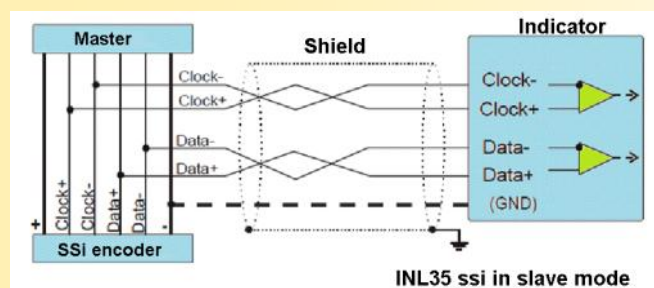 Master
Shield
Indicator
Clock-
Clock+
Data-
Data+
Clock-
Clock+
Data-
Data+
(GND)
+
Clock+
Clock-
Data+
Data-
-
SSi encoder
INL35 ssi in slave mode